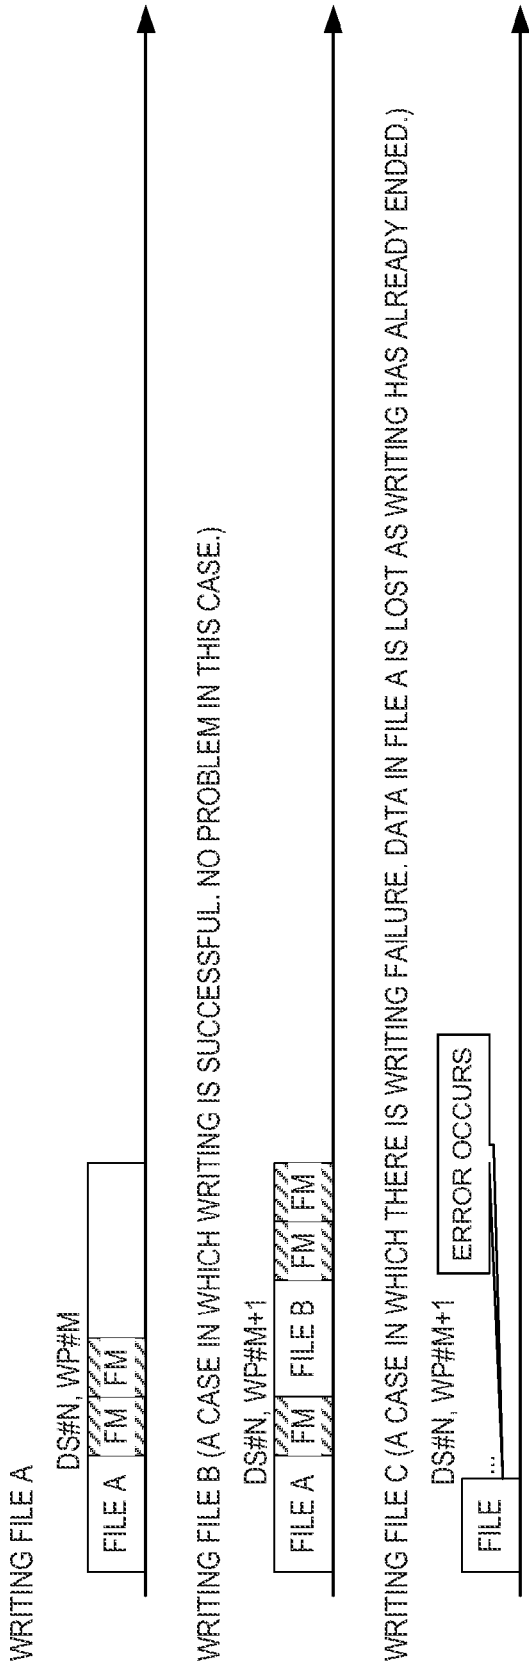 WRITING FILE A
DS#N, WP#M
FILE A FM FM
WRITING FILE B (A CASE IN WHICH WRITING IS SUCCESSFUL. NO PROBLEM IN THIS CASE.)
DS#N, WP#M+1
FILE A FM FILE B FM FM
WRITING FILE C (A CASE IN WHICH THERE IS WRITING FAILURE. DATA IN FILE A IS LOST AS WRITING HAS ALREADY ENDED.)
DS#N, WP#M+1
ERROR OCCURS
FILE ...